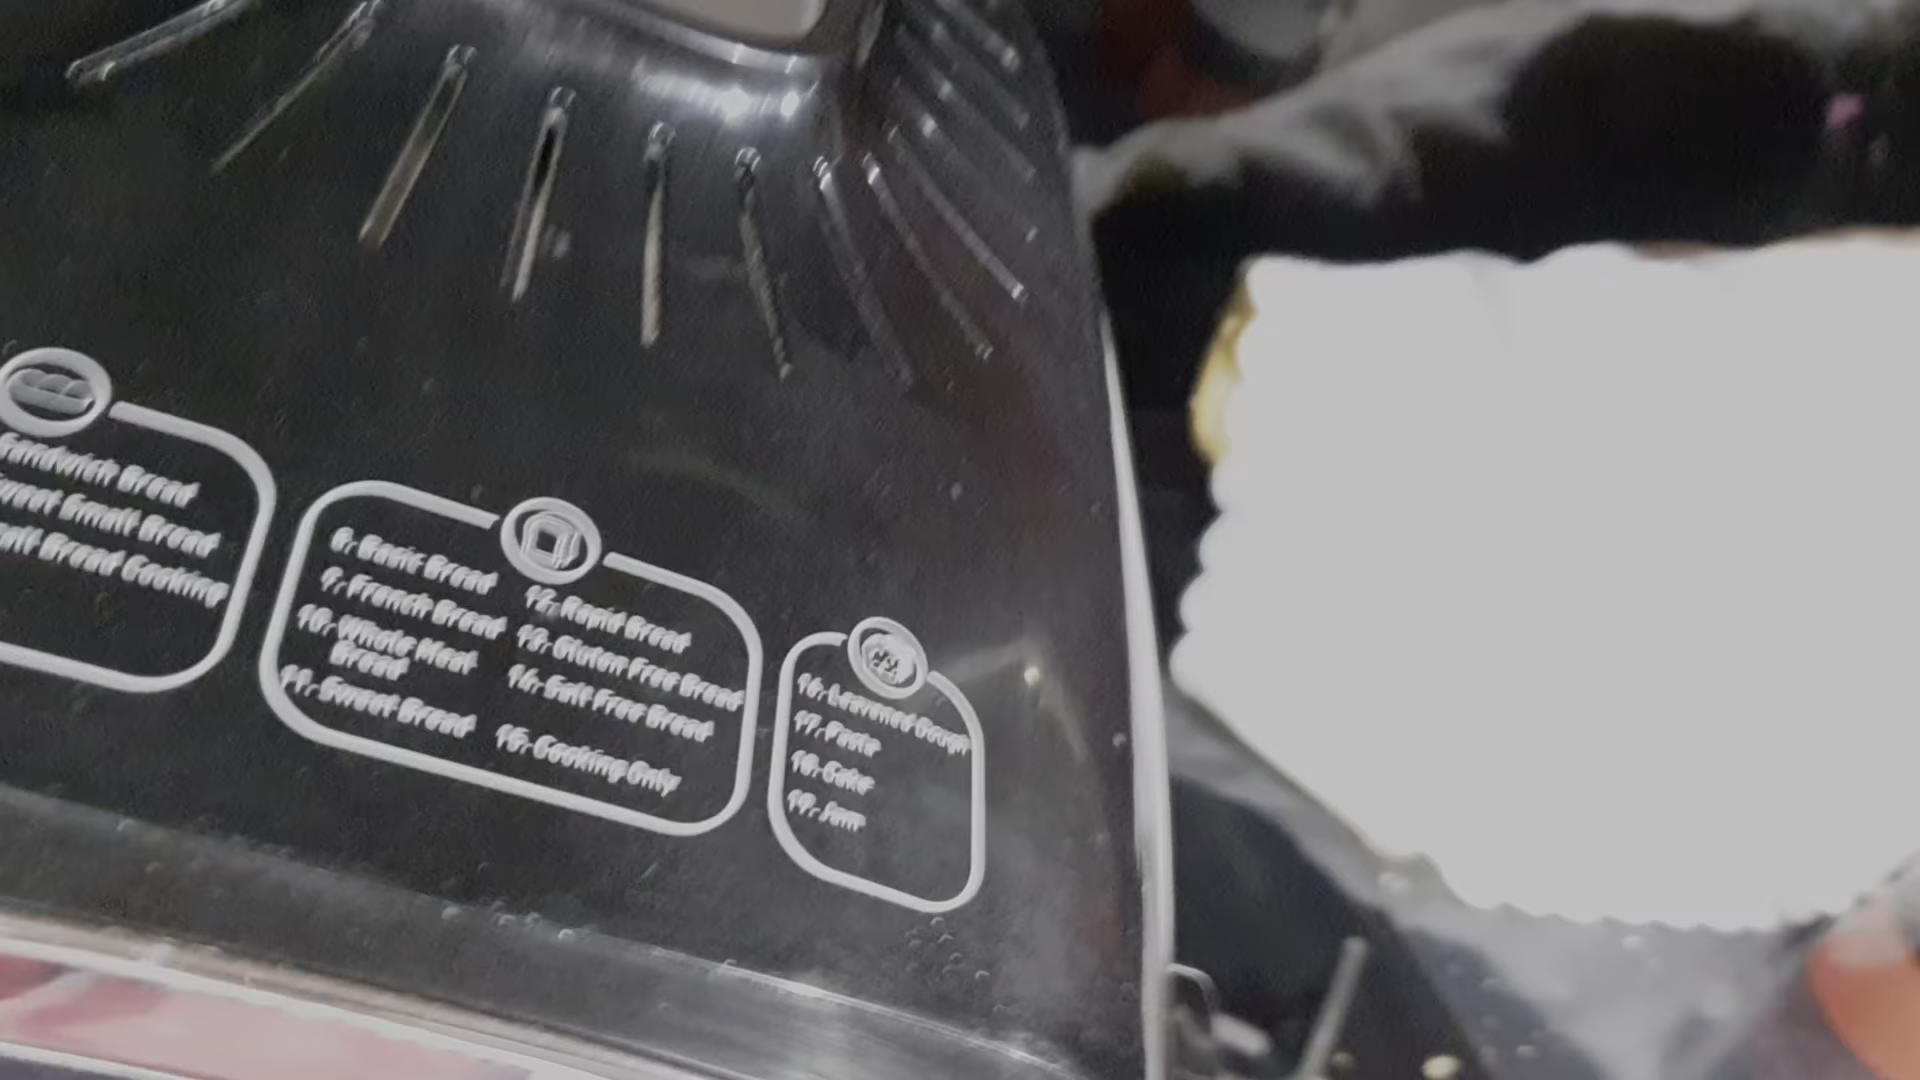 Sandwich Bread
Sweet Small Bread
Bread Cooking
8. Basic Bread
9. French Bread
10. Whole Meal
Bread
11. Sweet Bread
12. Rapid Bread
13. Gluten Free Bread
14. Salt Free Bread
15. Cooking Only
16. Leavened Dough
17. Pasta
18. Cake
19. Jam